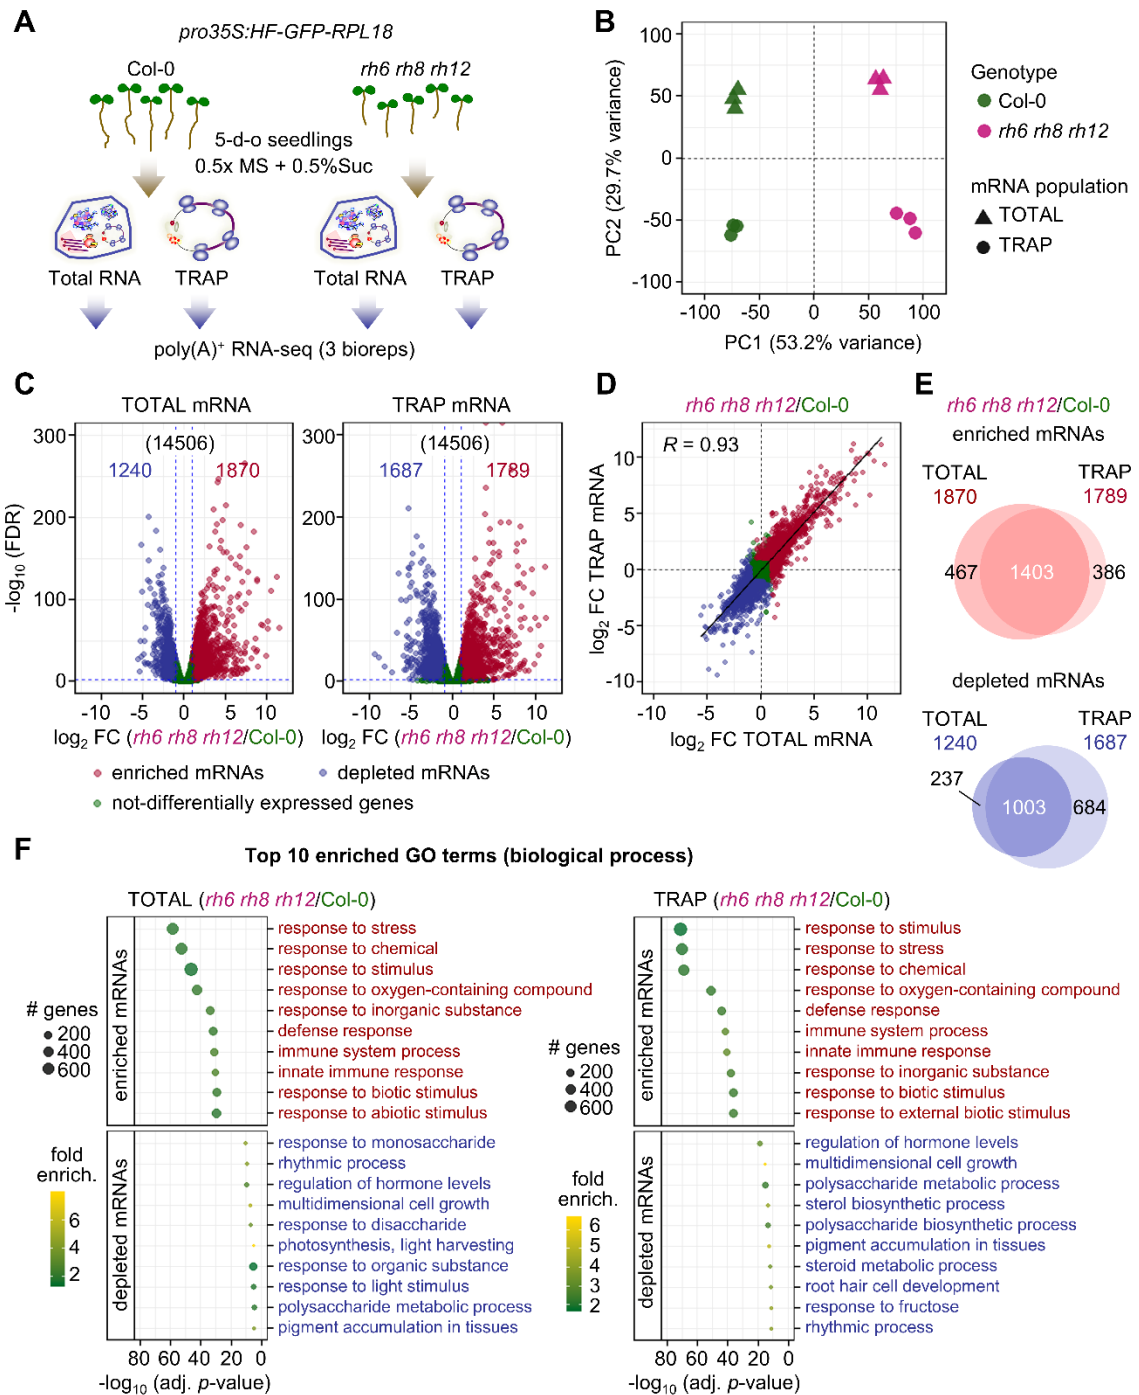 A
pro35S:HF-GFP-RPL18
Col-0
rh6 rh8 rh12
5-d-o seedlings
0.5x MS + 0.5%Suc
Total RNA
TRAP
Total RNA
TRAP
poly(A)⁺ RNA-seq (3 bioreps)
B
PC2 (29.7% variance)
100
50
0
-50
-100
-100
-50
0
50
100
PC1 (53.2% variance)
Genotype
Col-0
rh6 rh8 rh12
mRNA population
TOTAL
TRAP
C
TOTAL mRNA
TRAP mRNA
-log₁₀ (FDR)
300
200
100
0
(14506)
1240
1870
-10
-5
0
5
10
log₂ FC (rh6 rh8 rh12/Col-0)
300
200
100
0
(14506)
1687
1789
-10
-5
0
5
10
log₂ FC (rh6 rh8 rh12/Col-0)
enriched mRNAs
depleted mRNAs
not-differentially expressed genes
D
rh6 rh8 rh12/Col-0
R = 0.93
log₂ FC TRAP mRNA
10
5
0
-5
-10
-10
-5
0
5
10
log₂ FC TOTAL mRNA
E
rh6 rh8 rh12/Col-0
enriched mRNAs
TOTAL
TRAP
1870
1789
467
1403
386
depleted mRNAs
TOTAL
TRAP
1240
1687
237
1003
684
F
Top 10 enriched GO terms (biological process)
TOTAL (rh6 rh8 rh12/Col-0)
enriched mRNAs
response to stress
response to chemical
response to stimulus
response to oxygen-containing compound
response to inorganic substance
defense response
immune system process
innate immune response
response to biotic stimulus
response to abiotic stimulus
depleted mRNAs
response to monosaccharide
rhythmic process
regulation of hormone levels
multidimensional cell growth
response to disaccharide
photosynthesis, light harvesting
response to organic substance
response to light stimulus
polysaccharide metabolic process
pigment accumulation in tissues
# genes
200
400
600
fold
enrich.
6
4
2
80
60
40
20
0
-log₁₀ (adj. p-value)
TRAP (rh6 rh8 rh12/Col-0)
enriched mRNAs
response to stimulus
response to stress
response to chemical
response to oxygen-containing compound
defense response
immune system process
innate immune response
response to inorganic substance
response to biotic stimulus
response to external biotic stimulus
depleted mRNAs
regulation of hormone levels
multidimensional cell growth
polysaccharide metabolic process
sterol biosynthetic process
polysaccharide biosynthetic process
pigment accumulation in tissues
steroid metabolic process
root hair cell development
response to fructose
rhythmic process
# genes
200
400
600
fold
enrich.
6
5
4
3
2
80
60
40
20
0
-log₁₀ (adj. p-value)